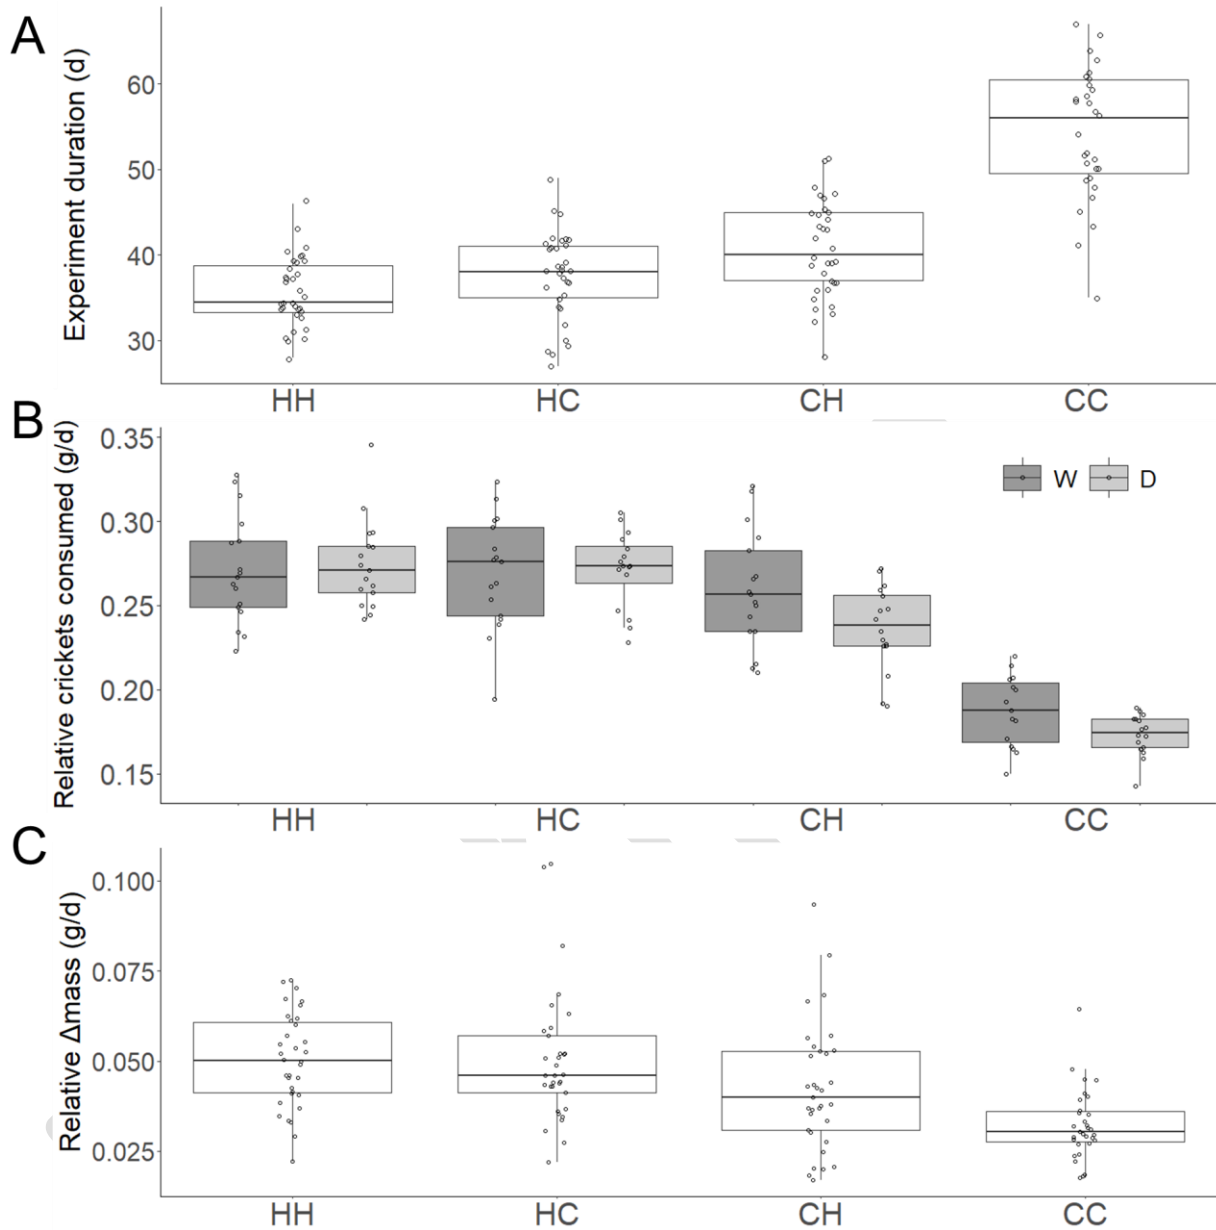 A
Experiment duration (d)
60
50
40
30
HH HC CH CC
B
Relative crickets consumed (g/d)
0.35
0.30
0.25
0.20
0.15
W D
HH HC CH CC
C
Relative Δmass (g/d)
0.100
0.075
0.050
0.025
HH HC CH CC